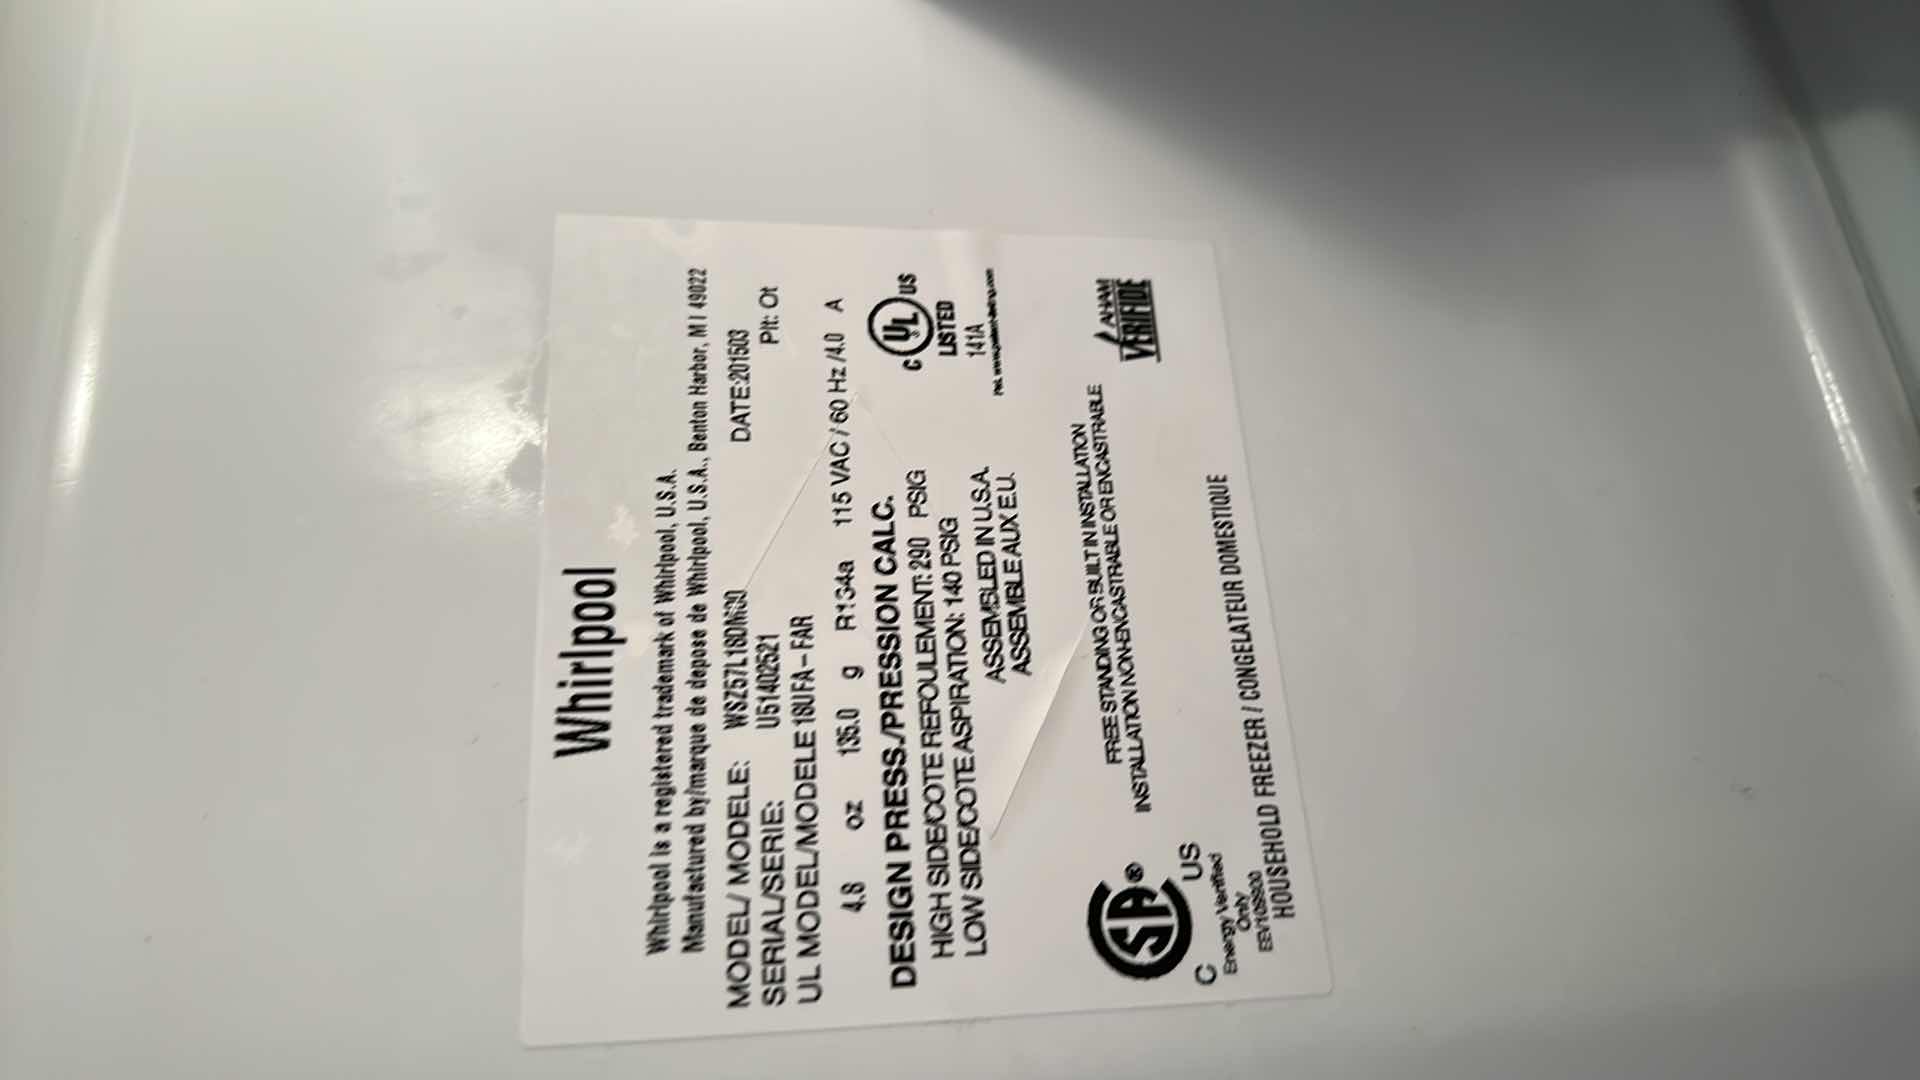 Whirlpool
Whirlpool is a registered trademark of Whirlpool, U.S.A.
Manufactured by/marque de depose de Whirlpool, U.S.A., Benton Harbor, MI 49022
MODEL/ MODELE: WSZ57L18DM00 DATE:201503
SERIAL/SERIE: U51402521 Plt: Ot
UL MODEL/MODELE 18UFA-FAR
4.8 oz 135.0 g R134a 115 VAC / 60 Hz /4.0 A
DESIGN PRESS./PRESSION CALC.
HIGH SIDE/COTE REFOULEMENT: 290 PSIG
LOW SIDE/COTE ASPIRATION: 140 PSIG
C UL US
LISTED
141A
ASSEMBLED IN U.S.A.
ASSEMBLE AUX E.U.
FREE STANDING OR BUILT IN INSTALLATION
INSTALLATION NON-ENCASTRABLE OR ENCASTRABLE
AHAM
VERIFIDE
SA®
C US
Energy Verified
Only
HOUSEHOLD FREEZER / CONGELATEUR DOMESTIQUE